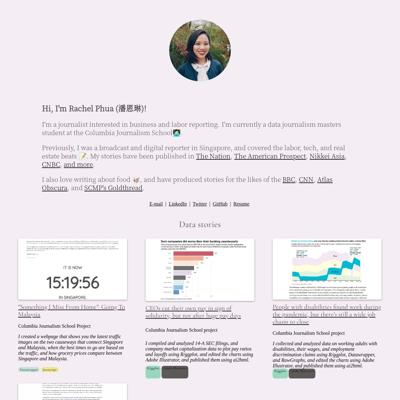 Hi, I'm Rachel Phua (潘恩琳)!
I'm a journalist interested in business and labor reporting. I'm currently a data journalism masters
student at the Columbia Journalism School
Previously, I was a broadcast and digital reporter in Singapore, and covered the labor, tech, and real
estate beats. My stories have been published in The Nation, The American Prospect, Nikkei Asia,
CNBC, and more.
I also love writing about food, and have produced stories for the likes of the BBC, CNN, Atlas
Obscura, and SCMP's Goldthread.
E-mail | LinkedIn | Twitter | GitHub | Resume
Data stories
IT IS NOW
15:19:56
IN SINGAPORE
"Something I Miss From Home": Going To
Malaysia
Columbia Journalism School project
I created a webpage that shows you the latest traffic
images on the two causeways that connect Singapore
and Malaysia, when the best times to go are based on
the traffic, and how grocery prices compare between
Singapore and Malaysia.
CEOs cut their own pay in sign of
solidarity, but not after huge pay days
Columbia Journalism School project
I compiled and analyzed 14-A SEC filings, and
company market capitalization data to plot pay ratios
and layoffs using R/ggplot, and edited the charts using
Adobe Illustrator, and published them using ai2html.
People with disabilities found work during
the pandemic, but there's still a wide job
chasm to close
Columbia Journalism School project
I collected and analyzed data on working adults with
disabilities, their wages, and employment
discrimination claims using R/ggplot, Datawrapper,
and RawGraphs, and edited the charts using Adobe
Illustrator, and published them using ai2html.